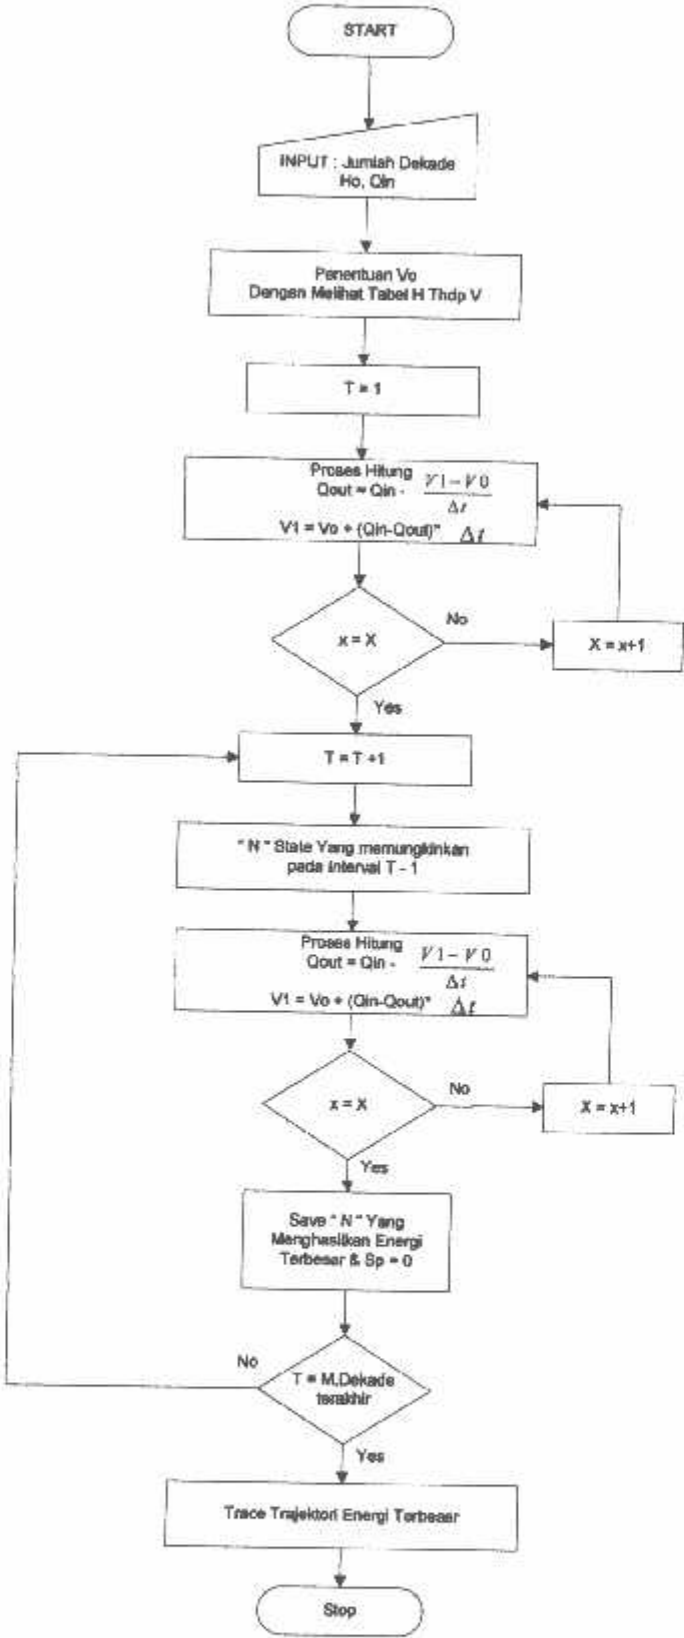 START
INPUT : Jumlah Dekade
Ho, Qin
Penentuan Vo
Dengan Melihat Tabel H Thdp V
T = 1
Proses Hitung
Qout = Qin - V1 – V0 / Δt
V1 = Vo + (Qin-Qout)* Δt
x = X
No
X = x+1
Yes
T = T +1
" N " State Yang memungkinkan
pada interval T - 1
Proses Hitung
Qout = Qin - V1 – V0 / Δt
V1 = Vo + (Qin-Qout)* Δt
x = X
No
X = x+1
Yes
Save " N " Yang
Menghasilkan Energi
Terbesar & Sp = 0
No
T = M,Dekade
terakhir
Yes
Trace Trajektori Energi Terbesar
Stop